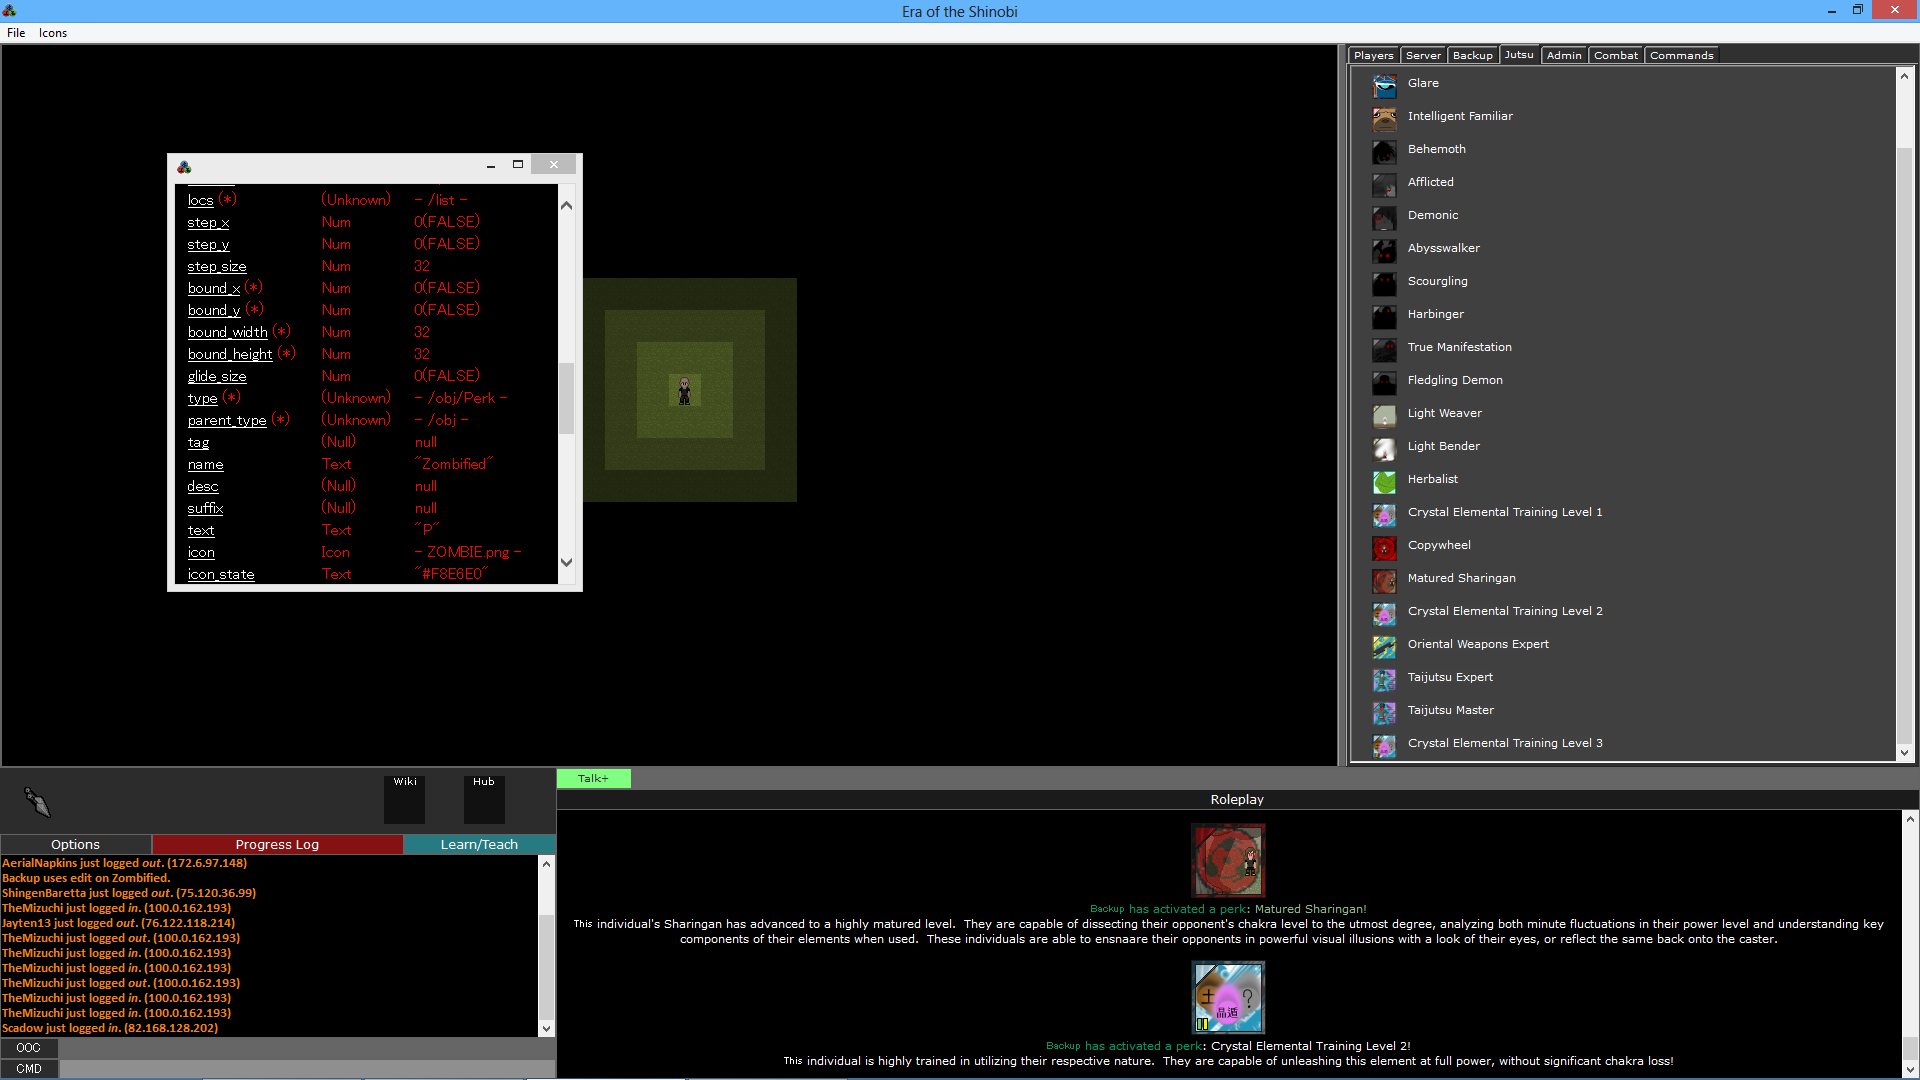 Era of the Shinobi
File Icons
Players Server Backup Jutsu Admin Combat Commands
locs (*) (Unknown) - /list -
step_x Num 0(FALSE)
step_y Num 0(FALSE)
step_size Num 32
bound_x (*) Num 0(FALSE)
bound_y (*) Num 0(FALSE)
bound_width (*) Num 32
bound_height (*) Num 32
glide_size Num 0(FALSE)
type (*) (Unknown) - /obj/Perk -
parent_type (*) (Unknown) - /obj -
tag (Null) null
name Text "Zombified"
desc (Null) null
suffix (Null) null
text Text "P"
icon Icon - ZOMBIE.png -
icon_state Text "#F8E6E0"
Glare
Intelligent Familiar
Behemoth
Afflicted
Demonic
Abysswalker
Scourgling
Harbinger
True Manifestation
Fledgling Demon
Light Weaver
Light Bender
Herbalist
Crystal Elemental Training Level 1
Copywheel
Matured Sharingan
Crystal Elemental Training Level 2
Oriental Weapons Expert
Taijutsu Expert
Taijutsu Master
Crystal Elemental Training Level 3
Wiki Hub
Options Progress Log Learn/Teach
AerialNapkins just logged out. (172.6.97.148)
Backup uses edit on Zombified.
ShingenBaretta just logged out. (75.120.36.99)
TheMizuchi just logged in. (100.0.162.193)
Jayten13 just logged out. (76.122.118.214)
TheMizuchi just logged out. (100.0.162.193)
TheMizuchi just logged in. (100.0.162.193)
TheMizuchi just logged in. (100.0.162.193)
TheMizuchi just logged out. (100.0.162.193)
TheMizuchi just logged in. (100.0.162.193)
TheMizuchi just logged in. (100.0.162.193)
Scadow just logged in. (82.168.128.202)
OOC
CMD
Talk+
Roleplay
Backup has activated a perk: Matured Sharingan!
This individual's Sharingan has advanced to a highly matured level. They are capable of dissecting their opponent's chakra level to the utmost degree, analyzing both minute fluctuations in their power level and understanding key
components of their elements when used. These individuals are able to ensnaare their opponents in powerful visual illusions with a look of their eyes, or reflect the same back onto the caster.
土 ?
晶遁
Backup has activated a perk: Crystal Elemental Training Level 2!
This individual is highly trained in utilizing their respective nature. They are capable of unleashing this element at full power, without significant chakra loss!